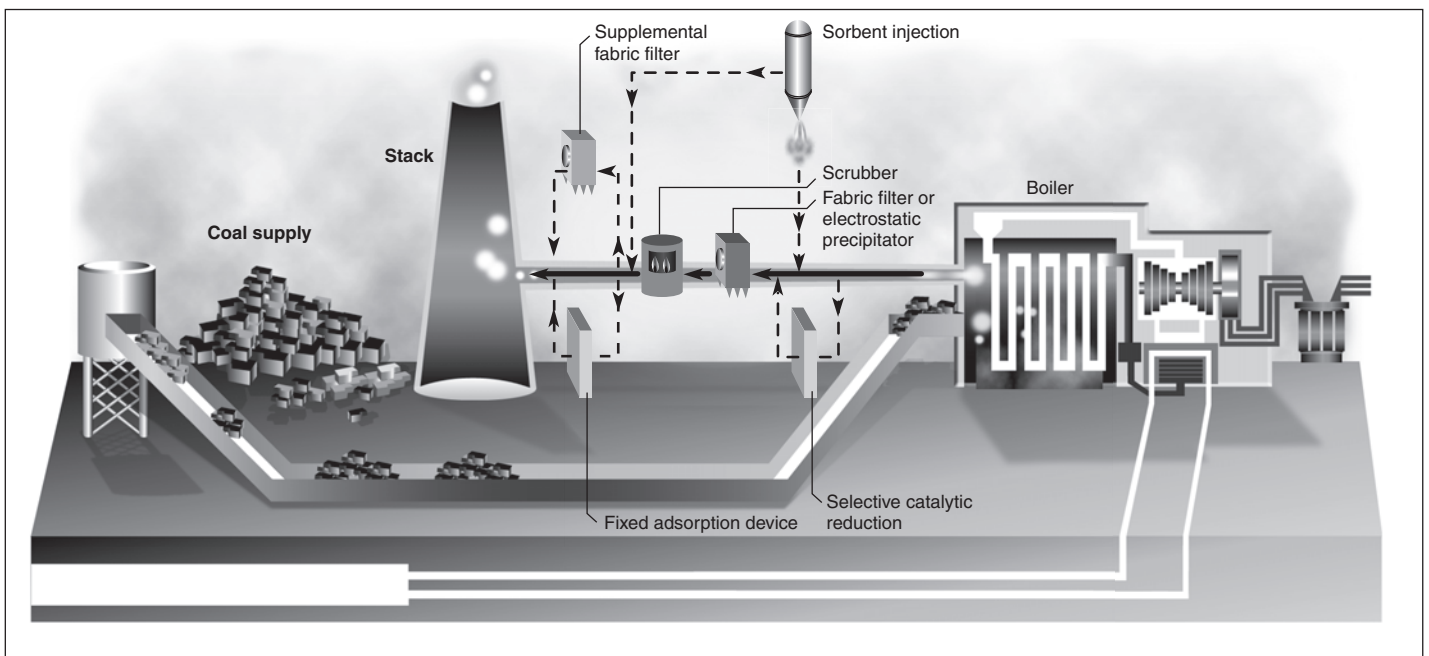 Supplemental
fabric filter
Sorbent injection
Stack
Scrubber
Fabric filter or
electrostatic
precipitator
Boiler
Coal supply
Fixed adsorption device
Selective catalytic
reduction